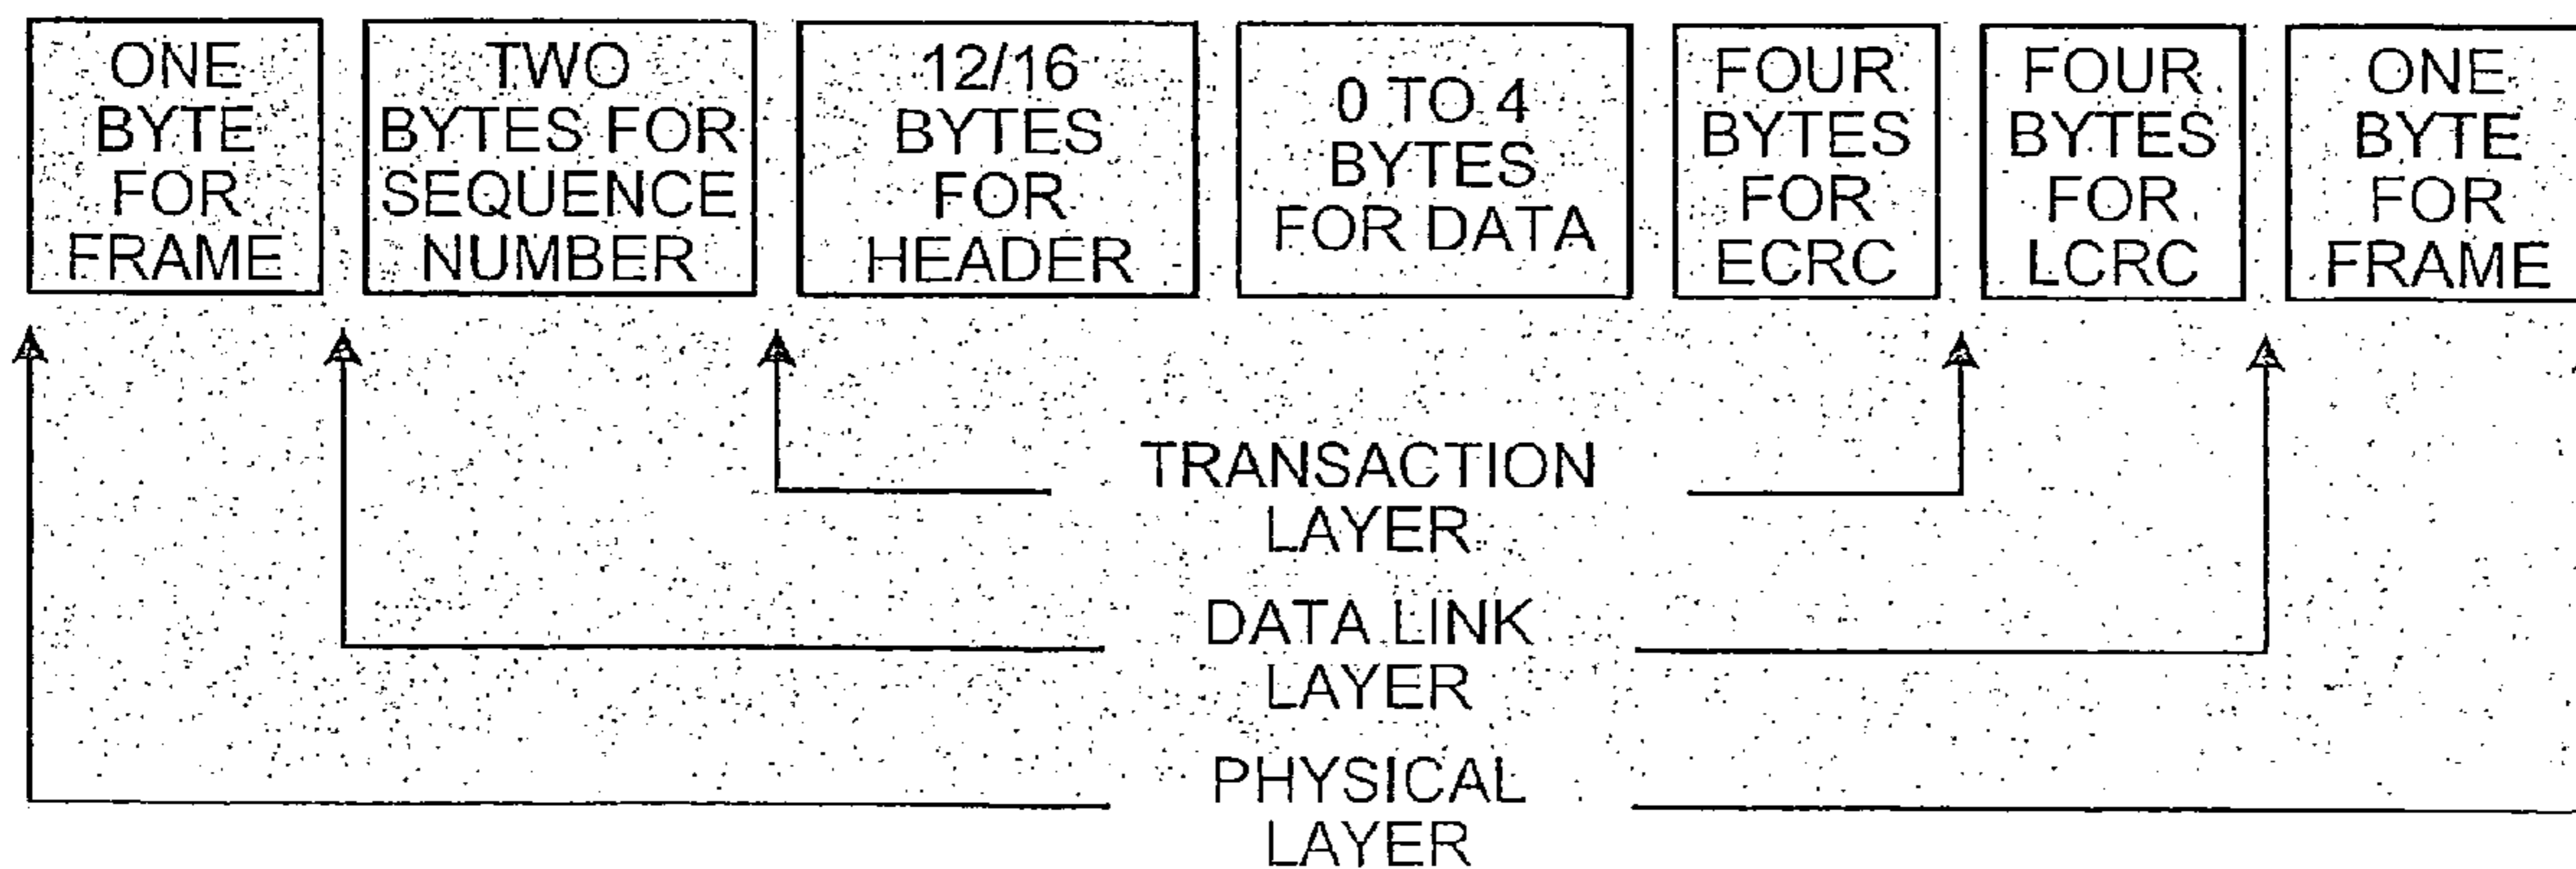 ONE
BYTE
FOR
FRAME
TWO
BYTES FOR
SEQUENCE
NUMBER
12/16
BYTES
FOR
HEADER
0 TO 4
BYTES
FOR DATA
FOUR
BYTES
FOR
ECRC
FOUR
BYTES
FOR
LCRC
ONE
BYTE
FOR
FRAME
TRANSACTION
LAYER
DATA LINK
LAYER
PHYSICAL
LAYER